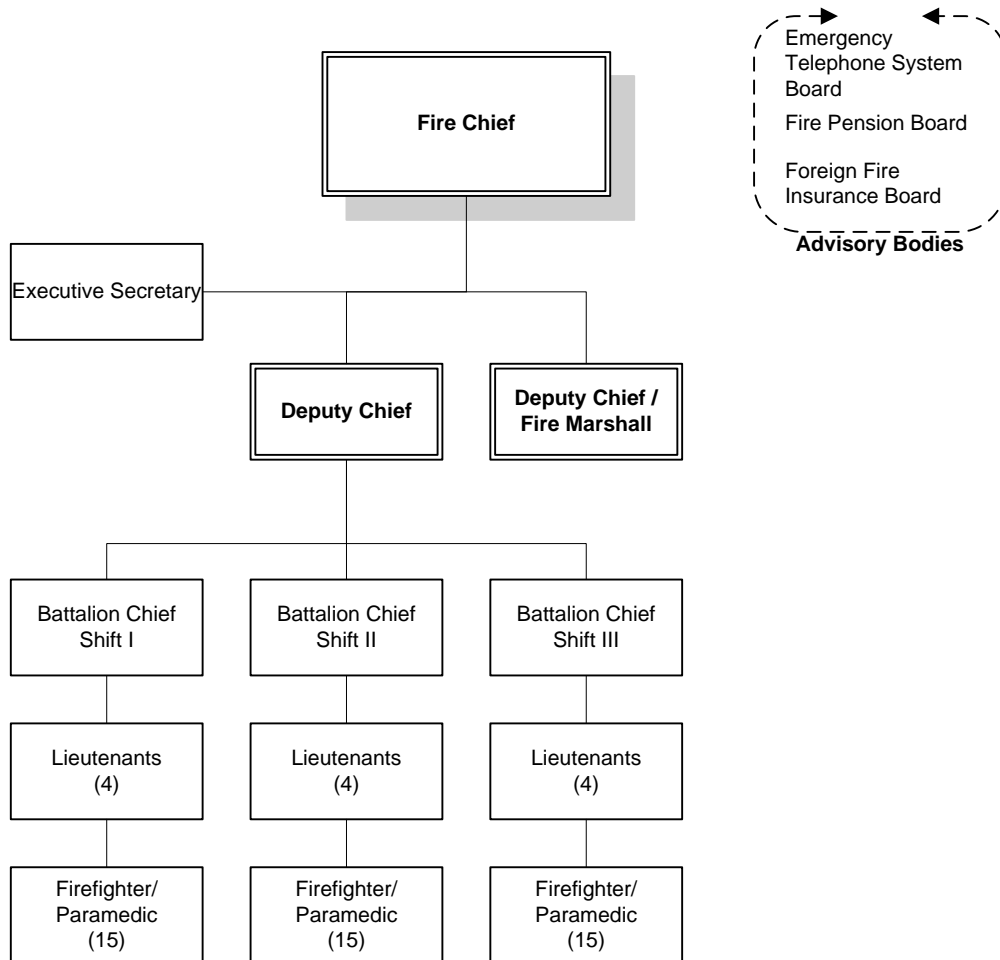 Fire Chief
Emergency
Telephone System
Board
Fire Pension Board
Foreign Fire
Insurance Board
Advisory Bodies
Executive Secretary
Deputy Chief
Deputy Chief /
Fire Marshall
Battalion Chief
Shift I
Battalion Chief
Shift II
Battalion Chief
Shift III
Lieutenants
(4)
Lieutenants
(4)
Lieutenants
(4)
Firefighter/
Paramedic
(15)
Firefighter/
Paramedic
(15)
Firefighter/
Paramedic
(15)